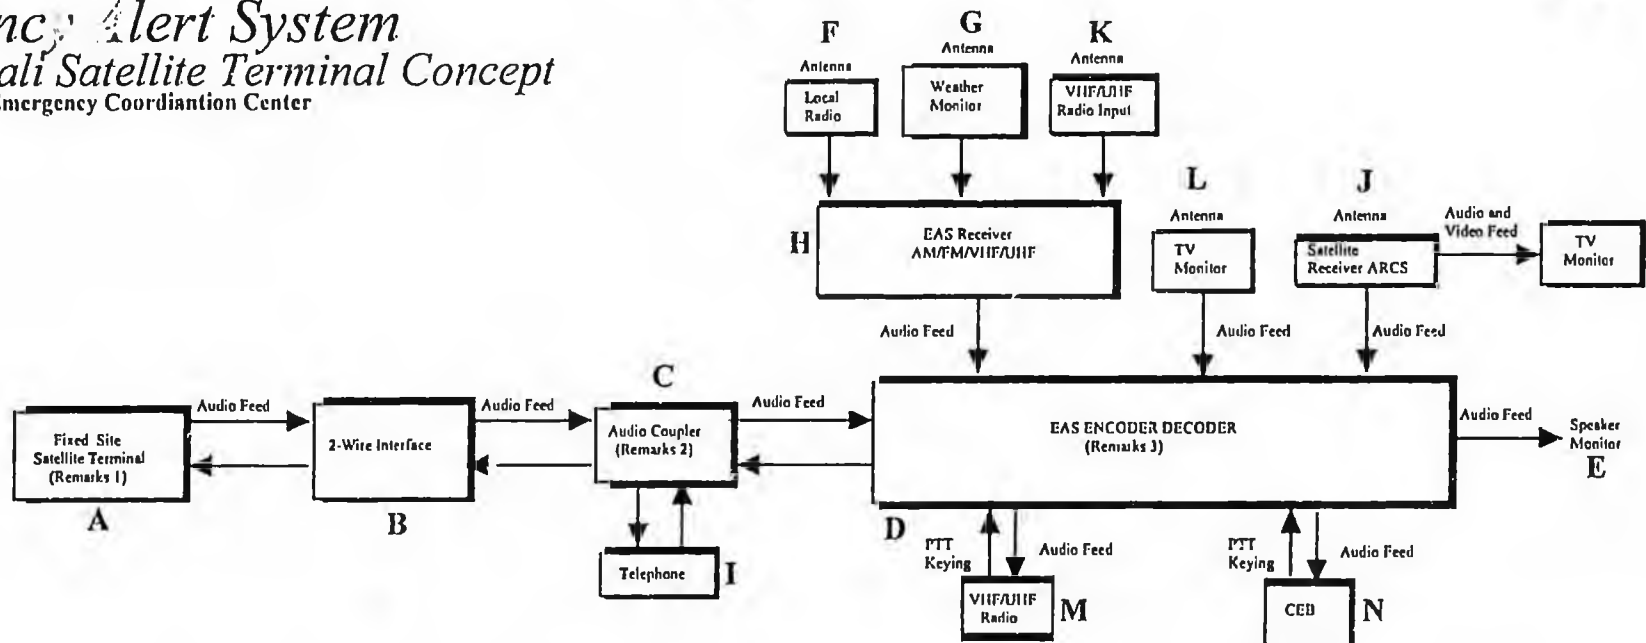 ncy Alert System
ali Satellite Terminal Concept
Emergency Coordiantion Center
F
Antenna
Local
Radio
G
Antenna
Weather
Monitor
K
Antenna
VHF/UHF
Radio Input
H
EAS Receiver
AM/FM/VHF/UHF
L
Antenna
TV
Monitor
J
Antenna
Satellite
Receiver ARCS
Audio and
Video Feed
TV
Monitor
Audio Feed
Audio Feed
Audio Feed
Fixed Site
Satellite Terminal
(Remarks 1)
A
Audio Feed
2-Wire Interface
B
Audio Feed
C
Audio Coupler
(Remarks 2)
Audio Feed
Telephone
I
EAS ENCODER DECODER
(Remarks 3)
D
Audio Feed
Speaker
Monitor
E
PTT
Keying
Audio Feed
VHF/UHF
Radio
M
PTT
Keying
Audio Feed
CEB
N